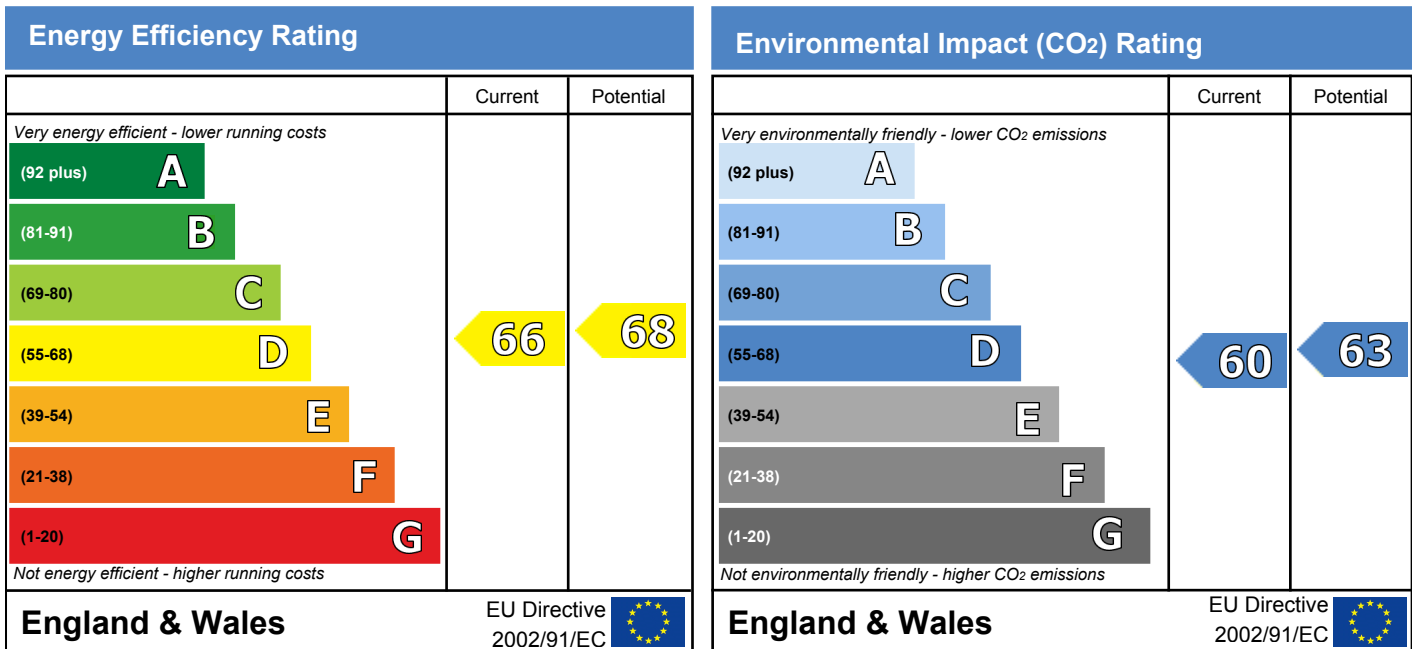 Energy Efficiency Rating
Current Potential
Very energy efficient - lower running costs
(92 plus) A
(81-91) B
(69-80) C
(55-68) D
(39-54) E
(21-38) F
(1-20) G
66
68
Not energy efficient - higher running costs
England & Wales
EU Directive
2002/91/EC
Environmental Impact (CO2) Rating
Current Potential
Very environmentally friendly - lower CO2 emissions
(92 plus) A
(81-91) B
(69-80) C
(55-68) D
(39-54) E
(21-38) F
(1-20) G
60
63
Not environmentally friendly - higher CO2 emissions
England & Wales
EU Directive
2002/91/EC